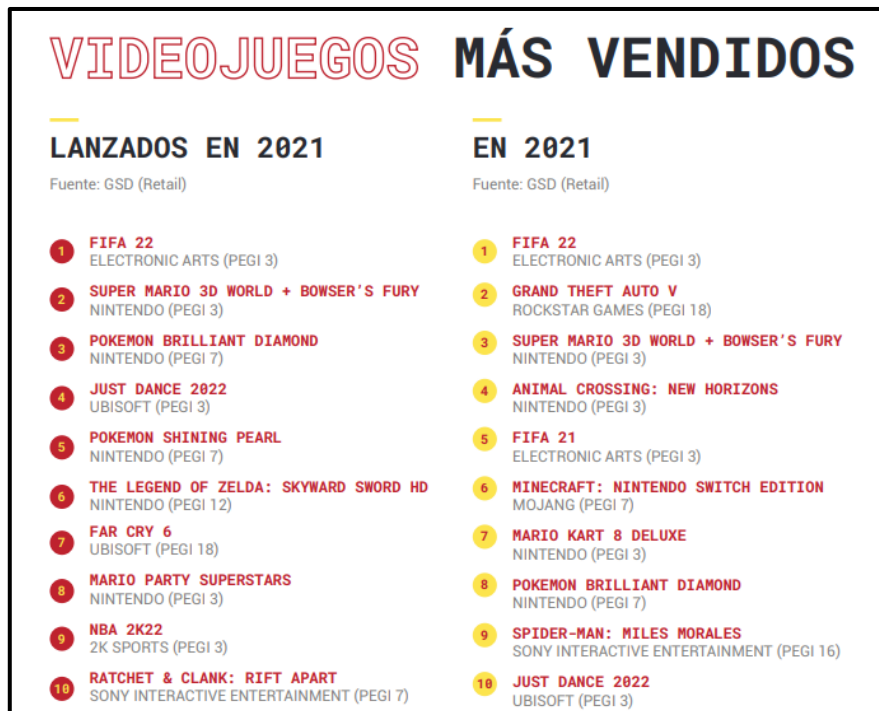 VIDEOJUEGOS MÁS VENDIDOS
LANZADOS EN 2021
Fuente: GSD (Retail)
1 FIFA 22
ELECTRONIC ARTS (PEGI 3)
2 SUPER MARIO 3D WORLD + BOWSER'S FURY
NINTENDO (PEGI 3)
3 POKEMON BRILLIANT DIAMOND
NINTENDO (PEGI 7)
4 JUST DANCE 2022
UBISOFT (PEGI 3)
5 POKEMON SHINING PEARL
NINTENDO (PEGI 7)
6 THE LEGEND OF ZELDA: SKYWARD SWORD HD
NINTENDO (PEGI 12)
7 FAR CRY 6
UBISOFT (PEGI 18)
8 MARIO PARTY SUPERSTARS
NINTENDO (PEGI 3)
9 NBA 2K22
2K SPORTS (PEGI 3)
10 RATCHET & CLANK: RIFT APART
SONY INTERACTIVE ENTERTAINMENT (PEGI 7)
EN 2021
Fuente: GSD (Retail)
1 FIFA 22
ELECTRONIC ARTS (PEGI 3)
2 GRAND THEFT AUTO V
ROCKSTAR GAMES (PEGI 18)
3 SUPER MARIO 3D WORLD + BOWSER'S FURY
NINTENDO (PEGI 3)
4 ANIMAL CROSSING: NEW HORIZONS
NINTENDO (PEGI 3)
5 FIFA 21
ELECTRONIC ARTS (PEGI 3)
6 MINECRAFT: NINTENDO SWITCH EDITION
MOJANG (PEGI 7)
7 MARIO KART 8 DELUXE
NINTENDO (PEGI 3)
8 POKEMON BRILLIANT DIAMOND
NINTENDO (PEGI 7)
9 SPIDER-MAN: MILES MORALES
SONY INTERACTIVE ENTERTAINMENT (PEGI 16)
10 JUST DANCE 2022
UBISOFT (PEGI 3)